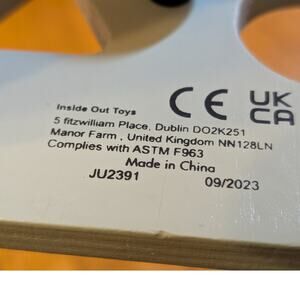 CE UK
CA
Inside Out Toys
5 fitzwilliam Place, Dublin DO2K251
Manor Farm , United Kingdom NN128LN
Complies with ASTM F963
Made in China
JU2391 09/2023